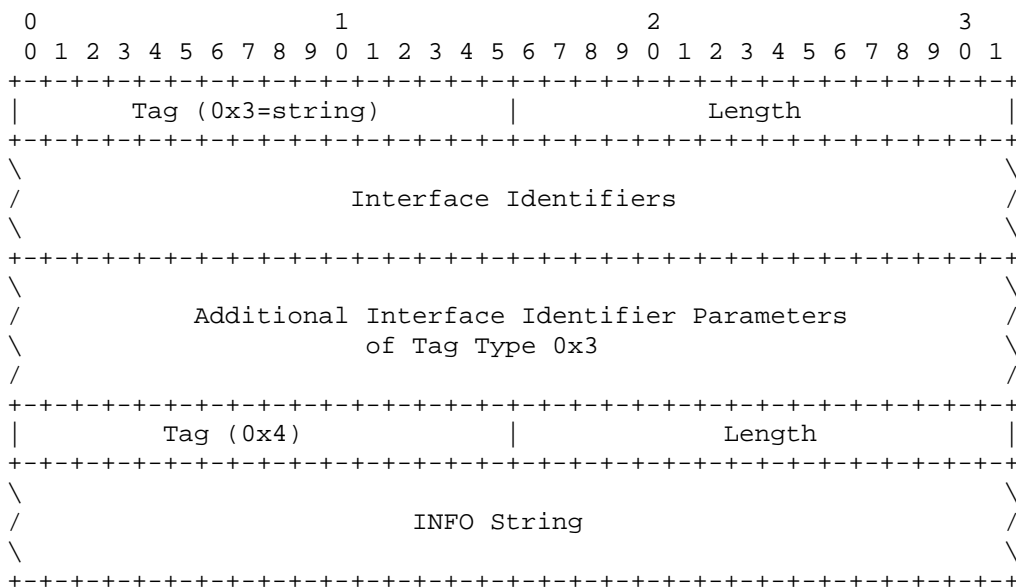 0                   1                   2                   3
 0 1 2 3 4 5 6 7 8 9 0 1 2 3 4 5 6 7 8 9 0 1 2 3 4 5 6 7 8 9 0 1
+-+-+-+-+-+-+-+-+-+-+-+-+-+-+-+-+-+-+-+-+-+-+-+-+-+-+-+-+-+-+-+-+
|       Tag (0x3=string)        |            Length             |
+-+-+-+-+-+-+-+-+-+-+-+-+-+-+-+-+-+-+-+-+-+-+-+-+-+-+-+-+-+-+-+-+
\                                                               \
/                     Interface Identifiers                     /
\                                                               \
+-+-+-+-+-+-+-+-+-+-+-+-+-+-+-+-+-+-+-+-+-+-+-+-+-+-+-+-+-+-+-+-+
\                                                               \
/           Additional Interface Identifier Parameters          /
\                      of Tag Type 0x3                          \
/                                                               /
+-+-+-+-+-+-+-+-+-+-+-+-+-+-+-+-+-+-+-+-+-+-+-+-+-+-+-+-+-+-+-+-+
|         Tag (0x4)             |             Length            |
+-+-+-+-+-+-+-+-+-+-+-+-+-+-+-+-+-+-+-+-+-+-+-+-+-+-+-+-+-+-+-+-+
\                                                               \
/                         INFO String                           /
\                                                               \
+-+-+-+-+-+-+-+-+-+-+-+-+-+-+-+-+-+-+-+-+-+-+-+-+-+-+-+-+-+-+-+-+